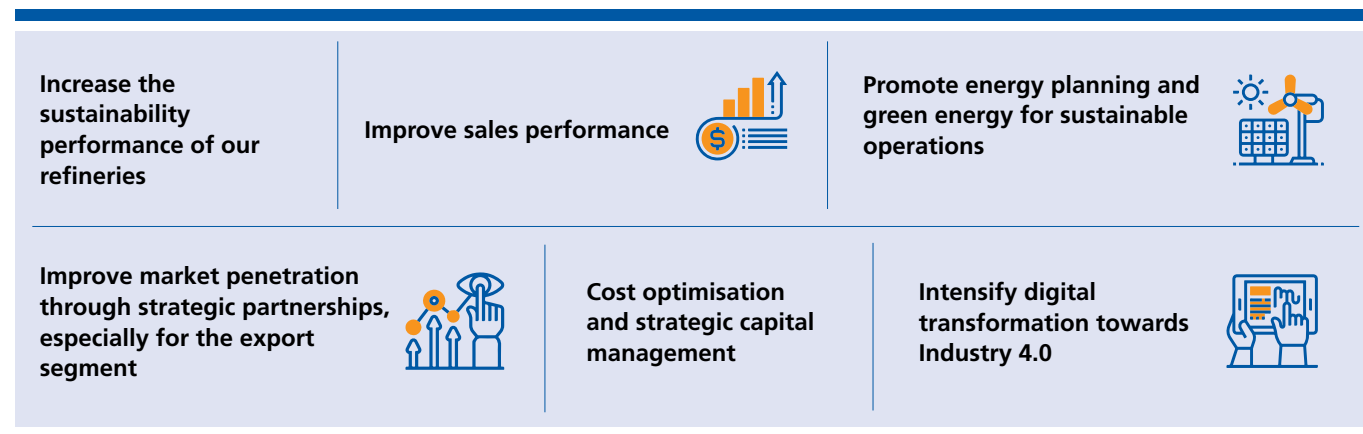 Increase the
sustainability
performance of our
refineries
Improve sales performance
$
Promote energy planning and
green energy for sustainable
operations
Improve market penetration
through strategic partnerships,
especially for the export
segment
Cost optimisation
and strategic capital
management
Intensify digital
transformation towards
Industry 4.0